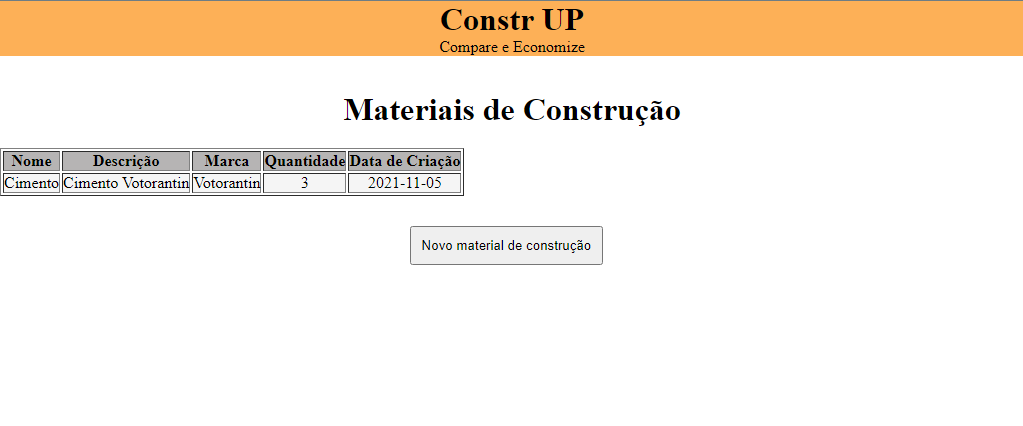 Constr UP
Compare e Economize
Materiais de Construção
Nome Descrição Marca Quantidade Data de Criação
Cimento Cimento Votorantin Votorantin 3 2021-11-05
Novo material de construção